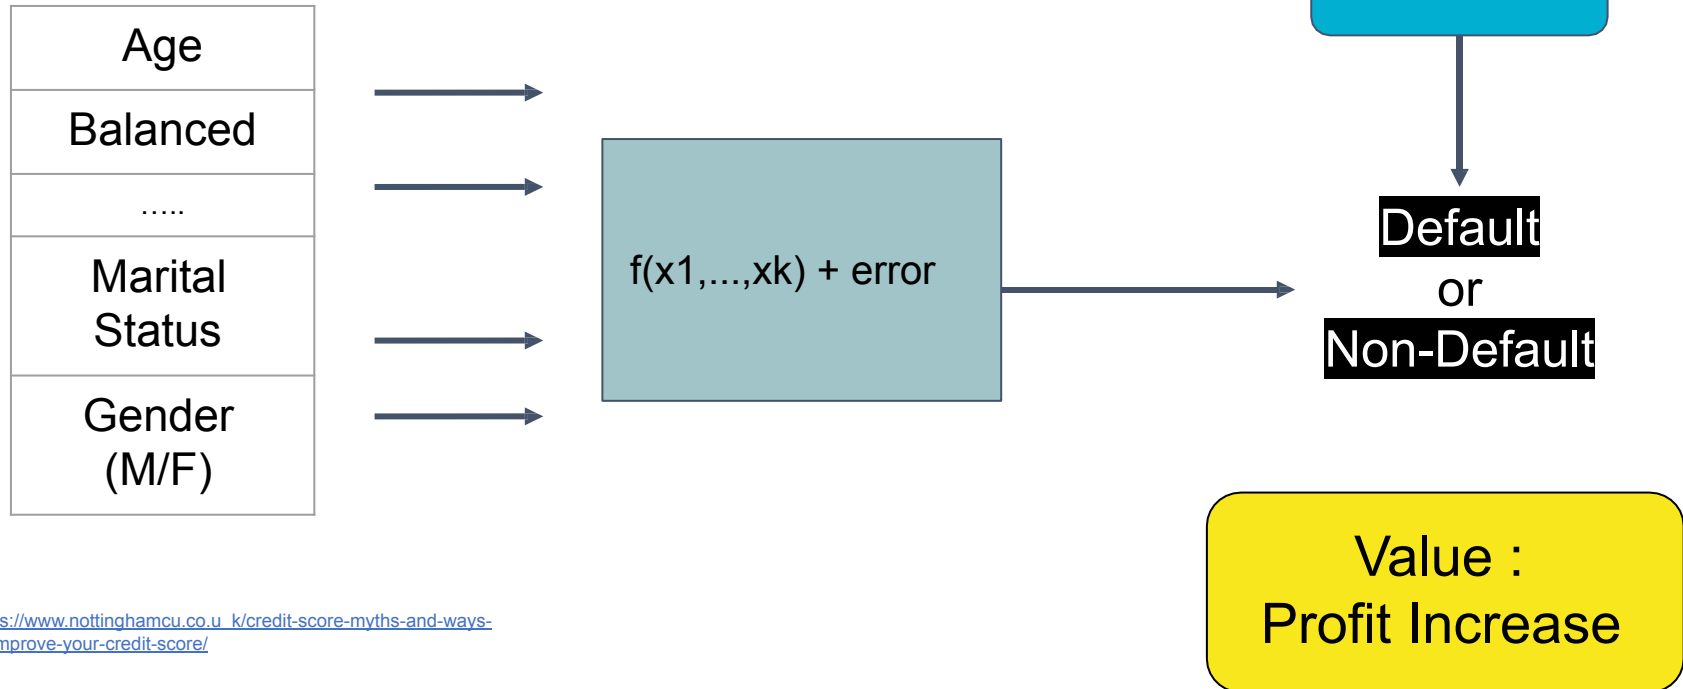 Age
Balanced
…..
Marital
Status
Gender
(M/F)
f(x1,...,xk) + error
Default
or
Non-Default
Value :
Profit Increase
s://www.nottinghamcu.co.u k/credit-score-myths-and-ways-
mprove-your-credit-score/